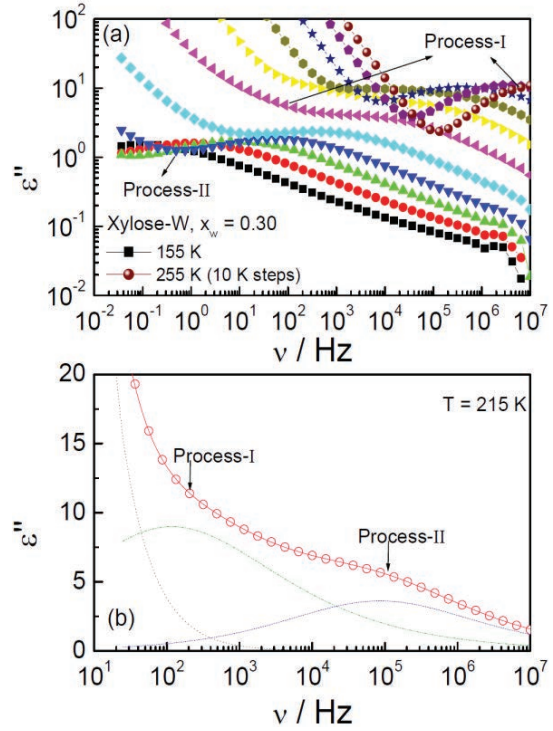 (a)
Process-I
Process-II
Xylose-W, x_w = 0.30
155 K
255 K (10 K steps)
ε''
10^2
10^1
10^0
10^-1
10^-2
10^-2 10^-1 10^0 10^1 10^2 10^3 10^4 10^5 10^6 10^7
ν / Hz
T = 215 K
Process-I
Process-II
(b)
ε''
20
15
10
5
0
10^1 10^2 10^3 10^4 10^5 10^6 10^7
ν / Hz